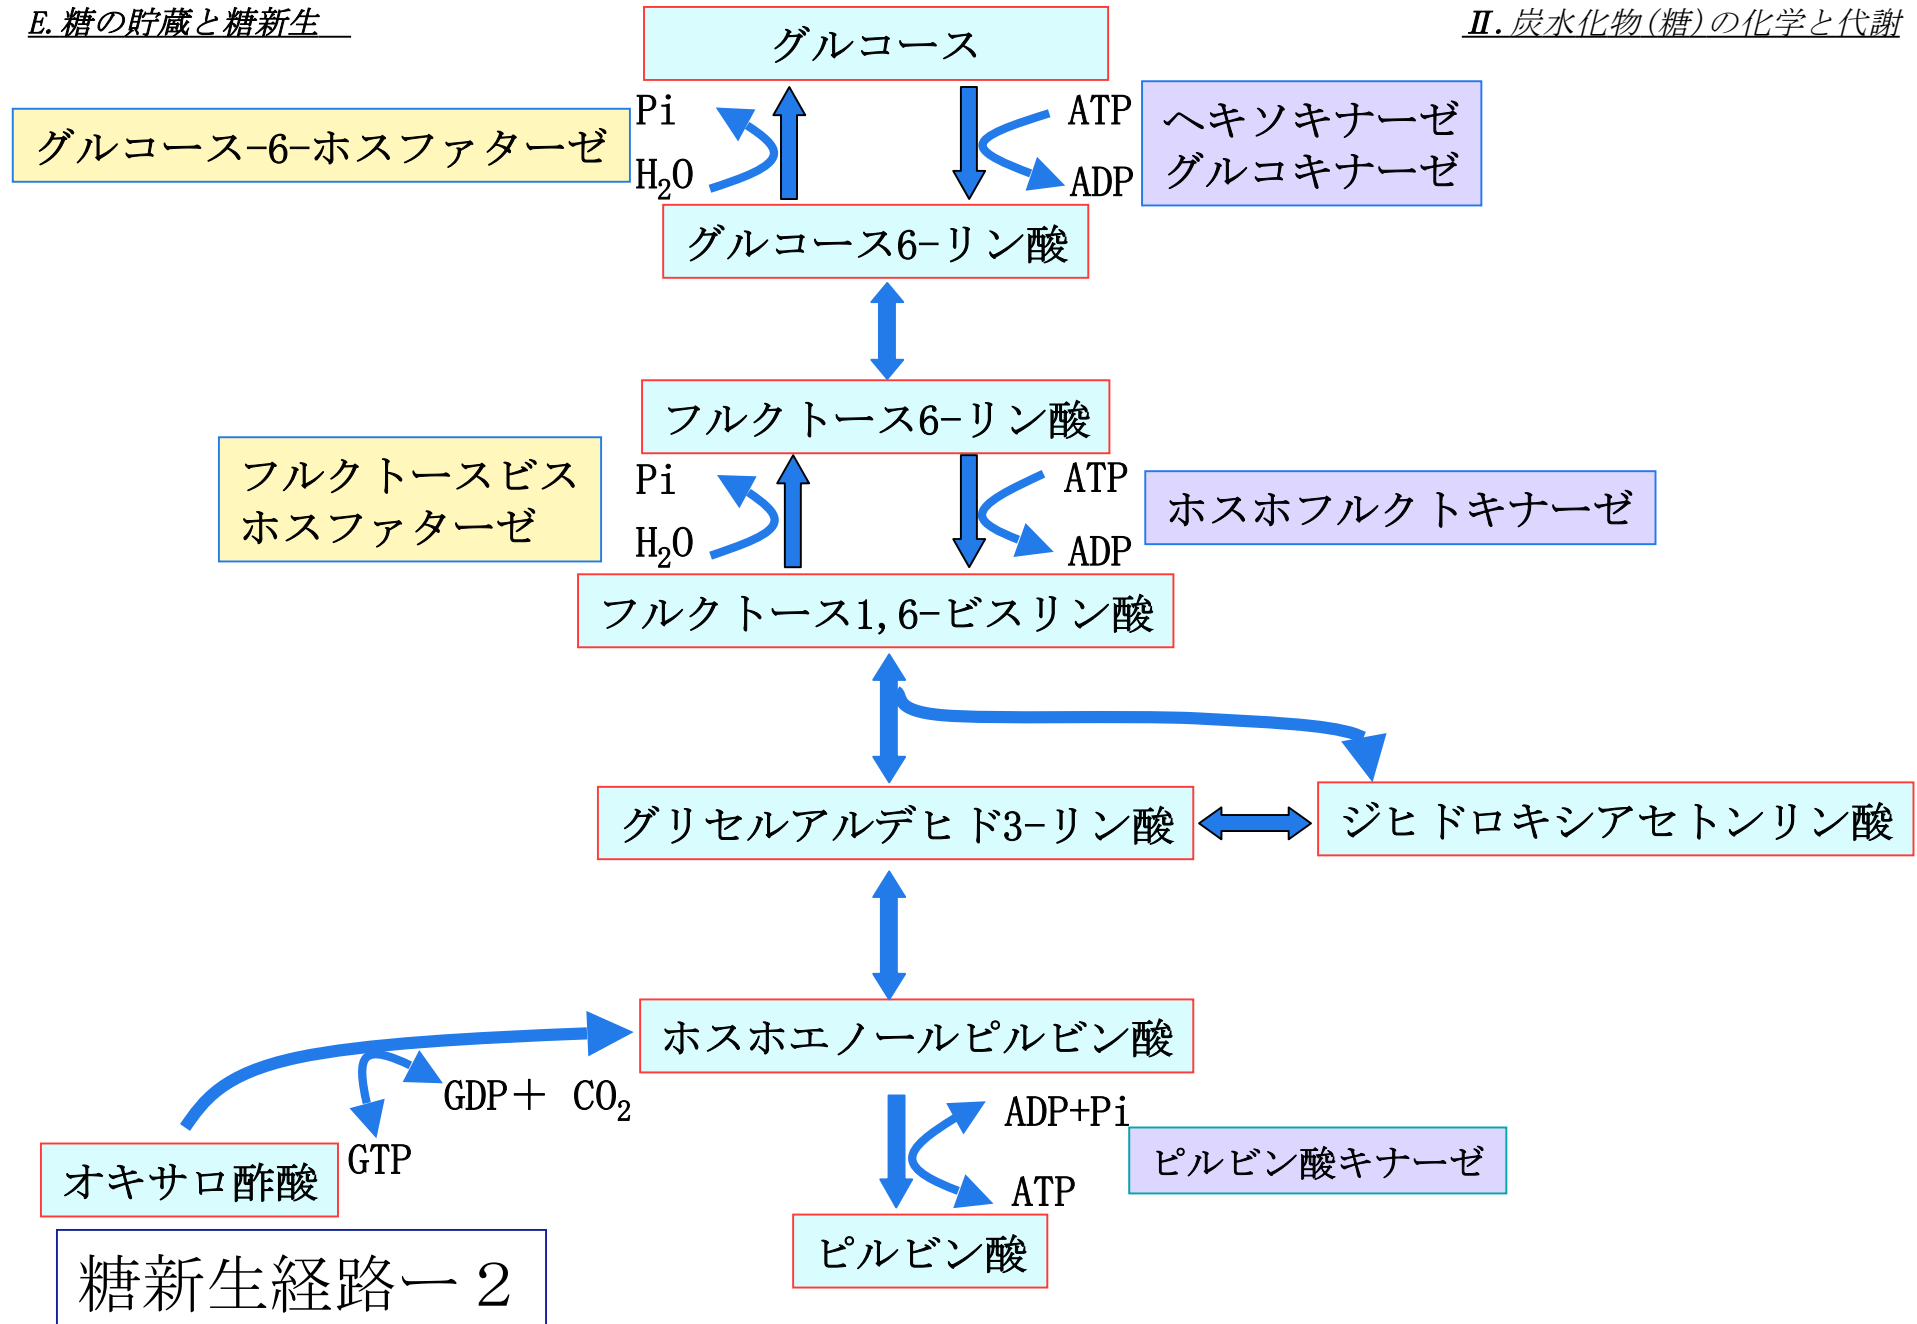 E.糖の貯蔵と糖新生
Ⅱ.炭水化物(糖)の化学と代謝
グルコース
グルコース-6-ホスファターゼ
Pi
H₂O
ATP
ADP
ヘキソキナーゼ
グルコキナーゼ
グルコース6-リン酸
フルクトース6-リン酸
フルクトースビス
ホスファターゼ
Pi
H₂O
ATP
ADP
ホスホフルクトキナーゼ
フルクトース1,6-ビスリン酸
グリセルアルデヒド3-リン酸
ジヒドロキシアセトンリン酸
ホスホエノールピルビン酸
GDP＋ CO₂
GTP
オキサロ酢酸
ADP+Pi
ATP
ピルビン酸キナーゼ
ピルビン酸
糖新生経路ー２